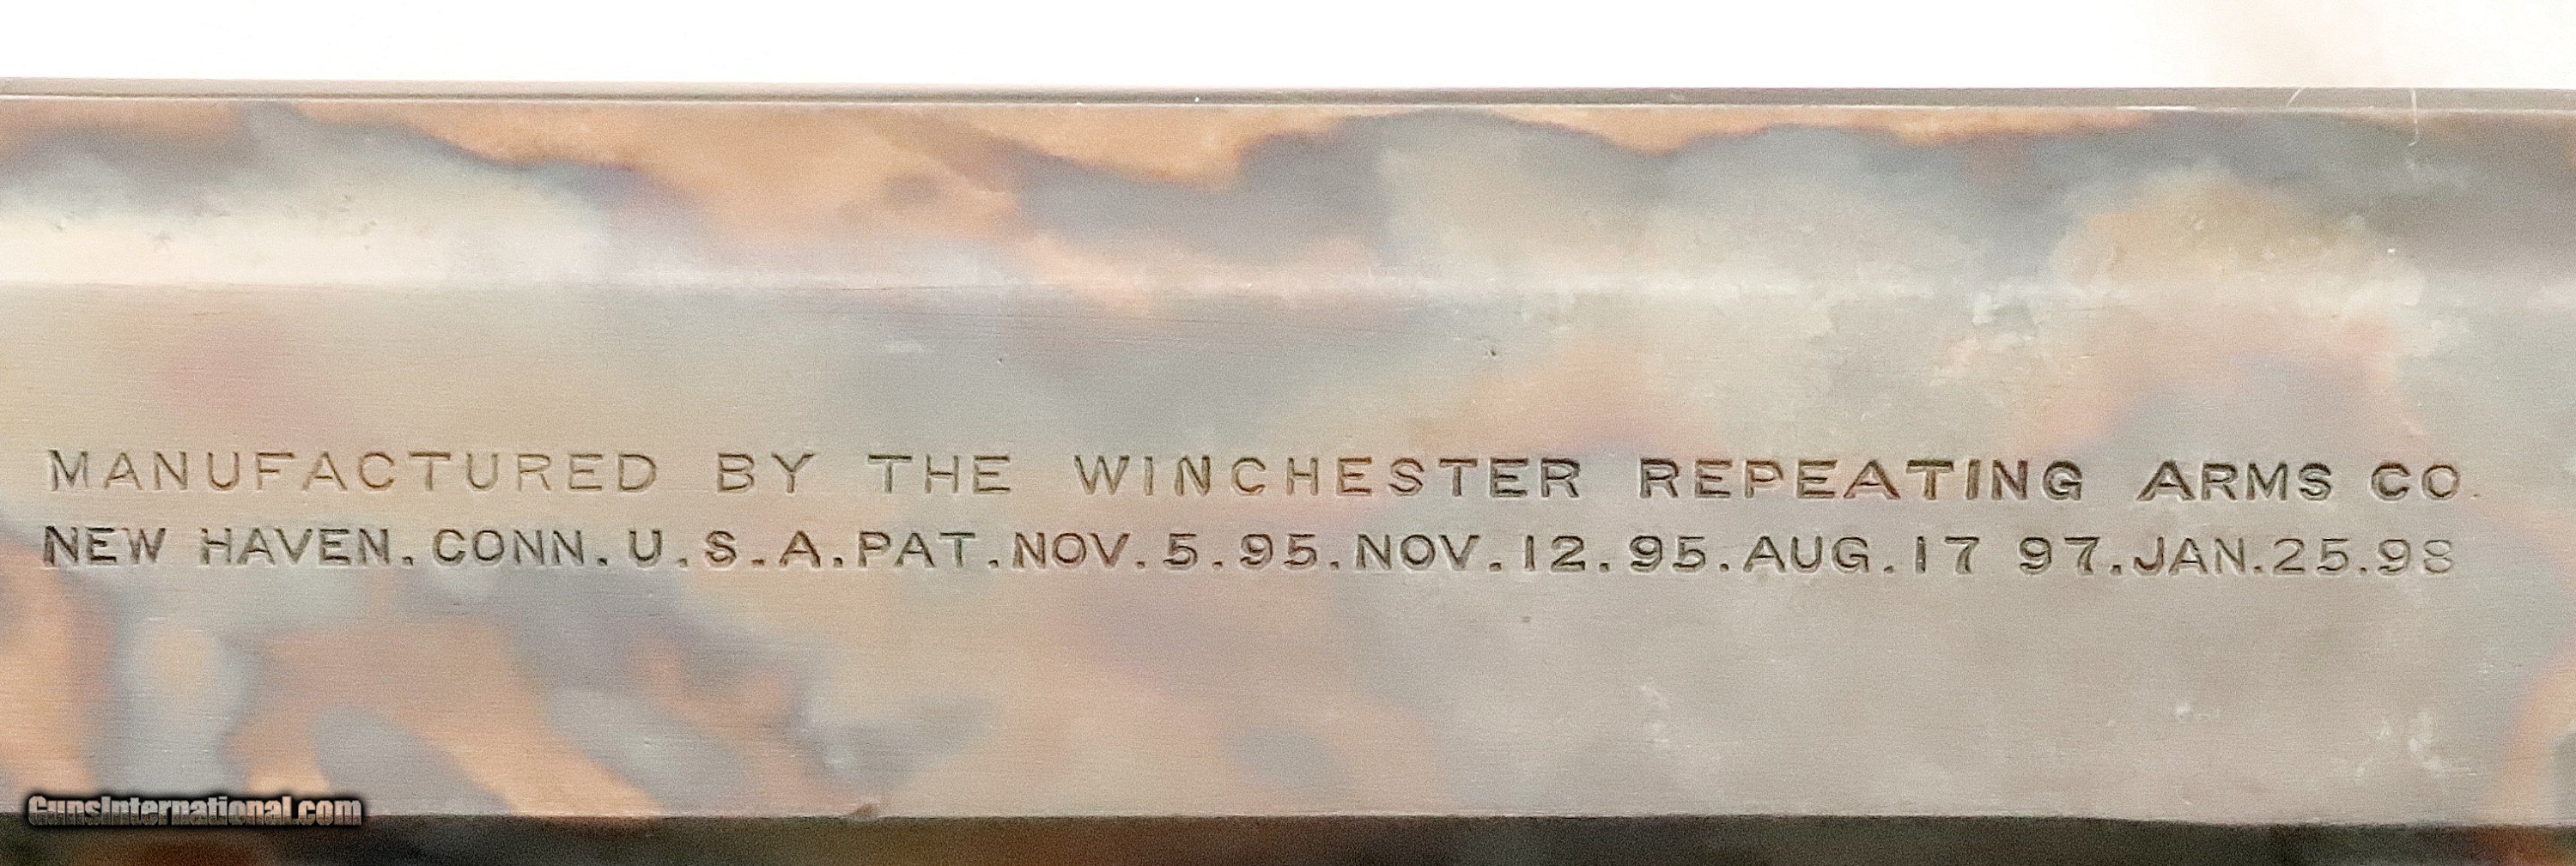 MANUFACTURED BY THE WINCHESTER REPEATING ARMS CO.
NEW HAVEN. CONN. U.S.A. PAT. NOV. 5. 95. NOV. 12. 95. AUG. 17 97. JAN. 25. 98
GunsInternational.com